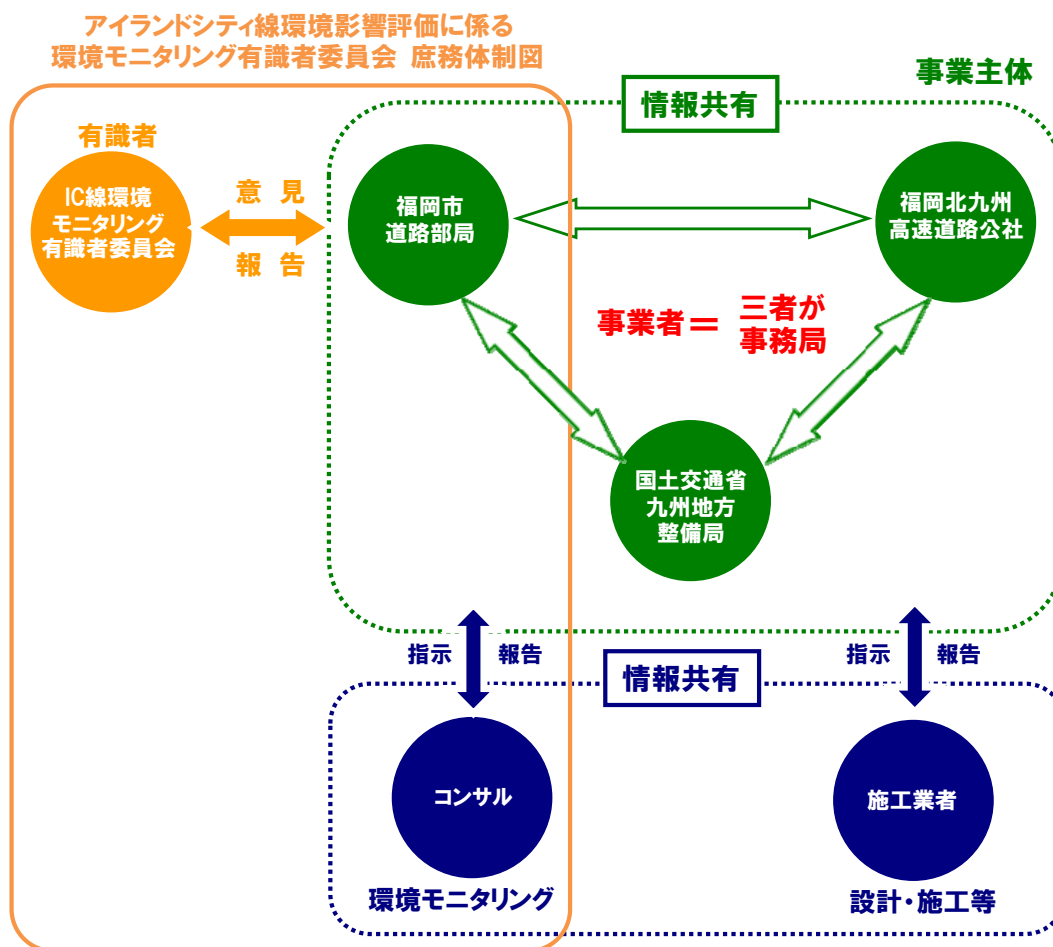 アイランドシティ線環境影響評価に係る
環境モニタリング有識者委員会 庶務体制図
事業主体
情報共有
有識者
IC線環境
モニタリング
有識者委員会
意 見
報 告
福岡市
道路部局
福岡北九州
高速道路公社
事業者＝ 三者が
事務局
国土交通省
九州地方
整備局
指示 報告
指示 報告
情報共有
コンサル
施工業者
環境モニタリング
設計・施工等